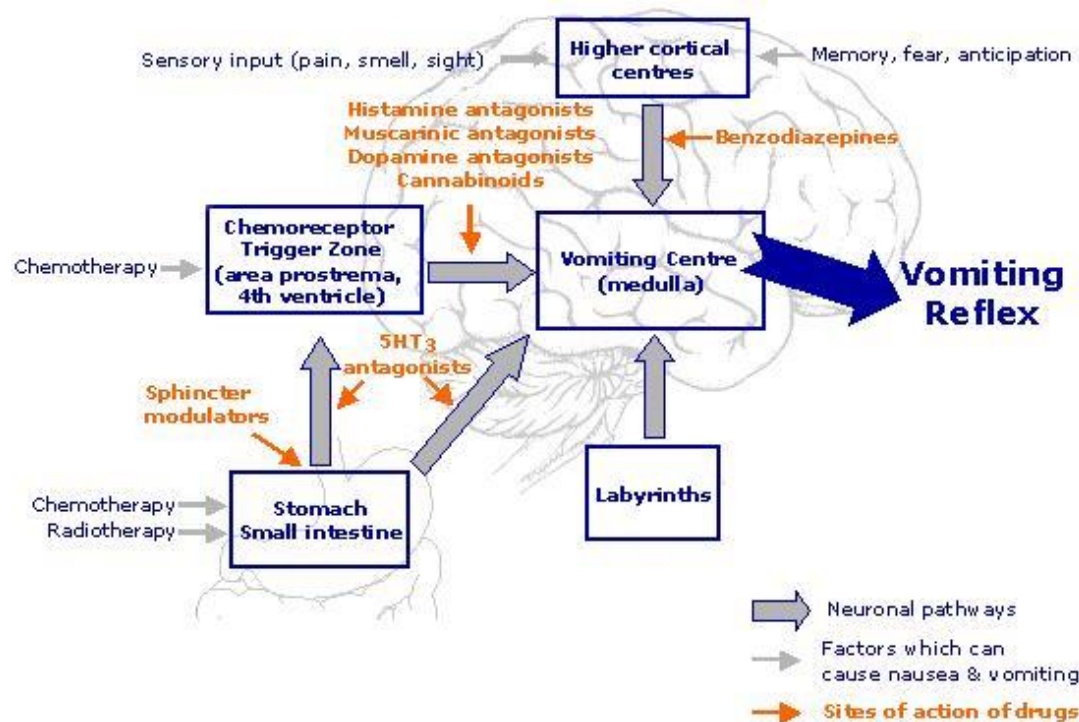 Sensory input (pain, smell, sight)
Higher cortical
centres
Memory, fear, anticipation
Histamine antagonists
Muscarinic antagonists
Dopamine antagonists
Cannabinoids
Benzodiazepines
Chemotherapy
Chemoreceptor
Trigger Zone
(area prostrema,
4th ventricle)
Vomiting Centre
(medulla)
Vomiting
Reflex
5HT3
antagonists
Sphincter
modulators
Chemotherapy
Radiotherapy
Stomach
Small intestine
Labyrinths
Neuronal pathways
Factors which can
cause nausea & vomiting
Sites of action of drugs